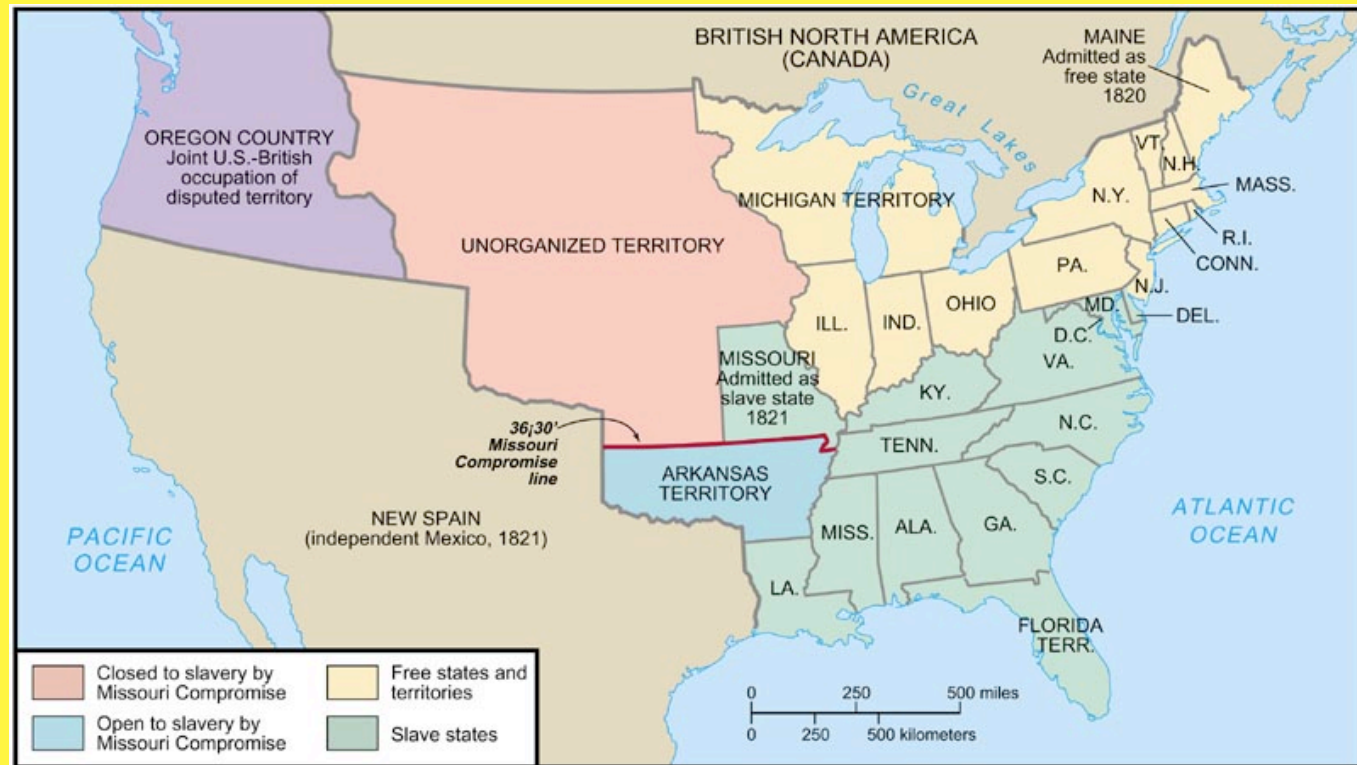 BRITISH NORTH AMERICA
(CANADA)
MAINE
Admitted as
free state
1820
Great Lakes
OREGON COUNTRY
Joint U.S.-British
occupation of
disputed territory
VT.
N.H.
MASS.
N.Y.
MICHIGAN TERRITORY
R.I.
CONN.
UNORGANIZED TERRITORY
PA.
N.J.
OHIO
MD.
DEL.
ILL.
IND.
D.C.
VA.
MISSOURI
Admitted as
slave state
1821
KY.
36¡30'
Missouri
Compromise
line
N.C.
TENN.
ARKANSAS
TERRITORY
S.C.
NEW SPAIN
(independent Mexico, 1821)
MISS.
ALA.
GA.
PACIFIC
OCEAN
ATLANTIC
OCEAN
LA.
FLORIDA
TERR.
Closed to slavery by
Missouri Compromise
Free states and
territories
Open to slavery by
Missouri Compromise
Slave states
0 250 500 miles
0 250 500 kilometers